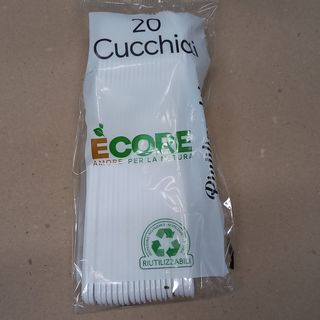 20
Cucchiai
ECORE
AMORE PER LA NATURA
RIUTILIZZABILI